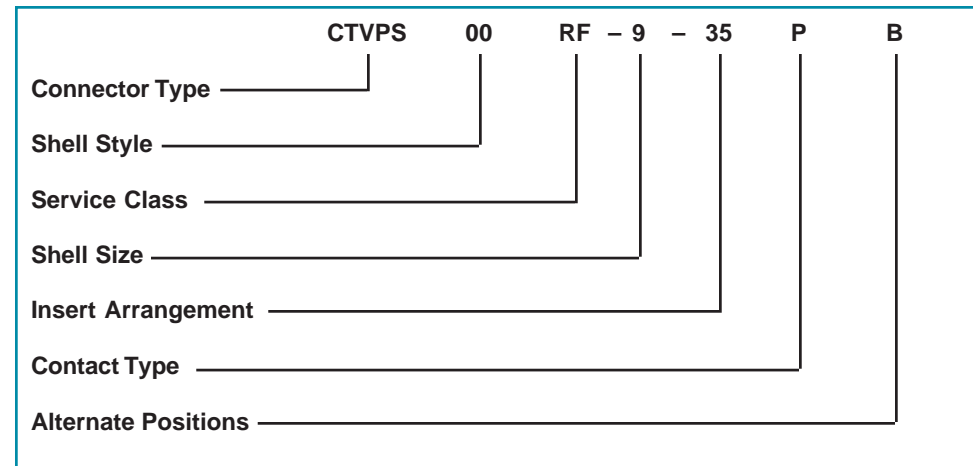 CTVPS 00 RF – 9 – 35 P B
Connector Type
Shell Style
Service Class
Shell Size
Insert Arrangement
Contact Type
Alternate Positions